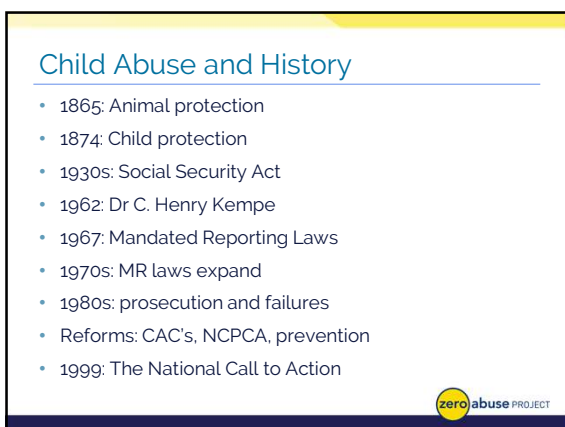 Child Abuse and History
• 1865: Animal protection
• 1874: Child protection
• 1930s: Social Security Act
• 1962: Dr C. Henry Kempe
• 1967: Mandated Reporting Laws
• 1970s: MR laws expand
• 1980s: prosecution and failures
• Reforms: CAC's, NCPCA, prevention
• 1999: The National Call to Action
zero abuse PROJECT